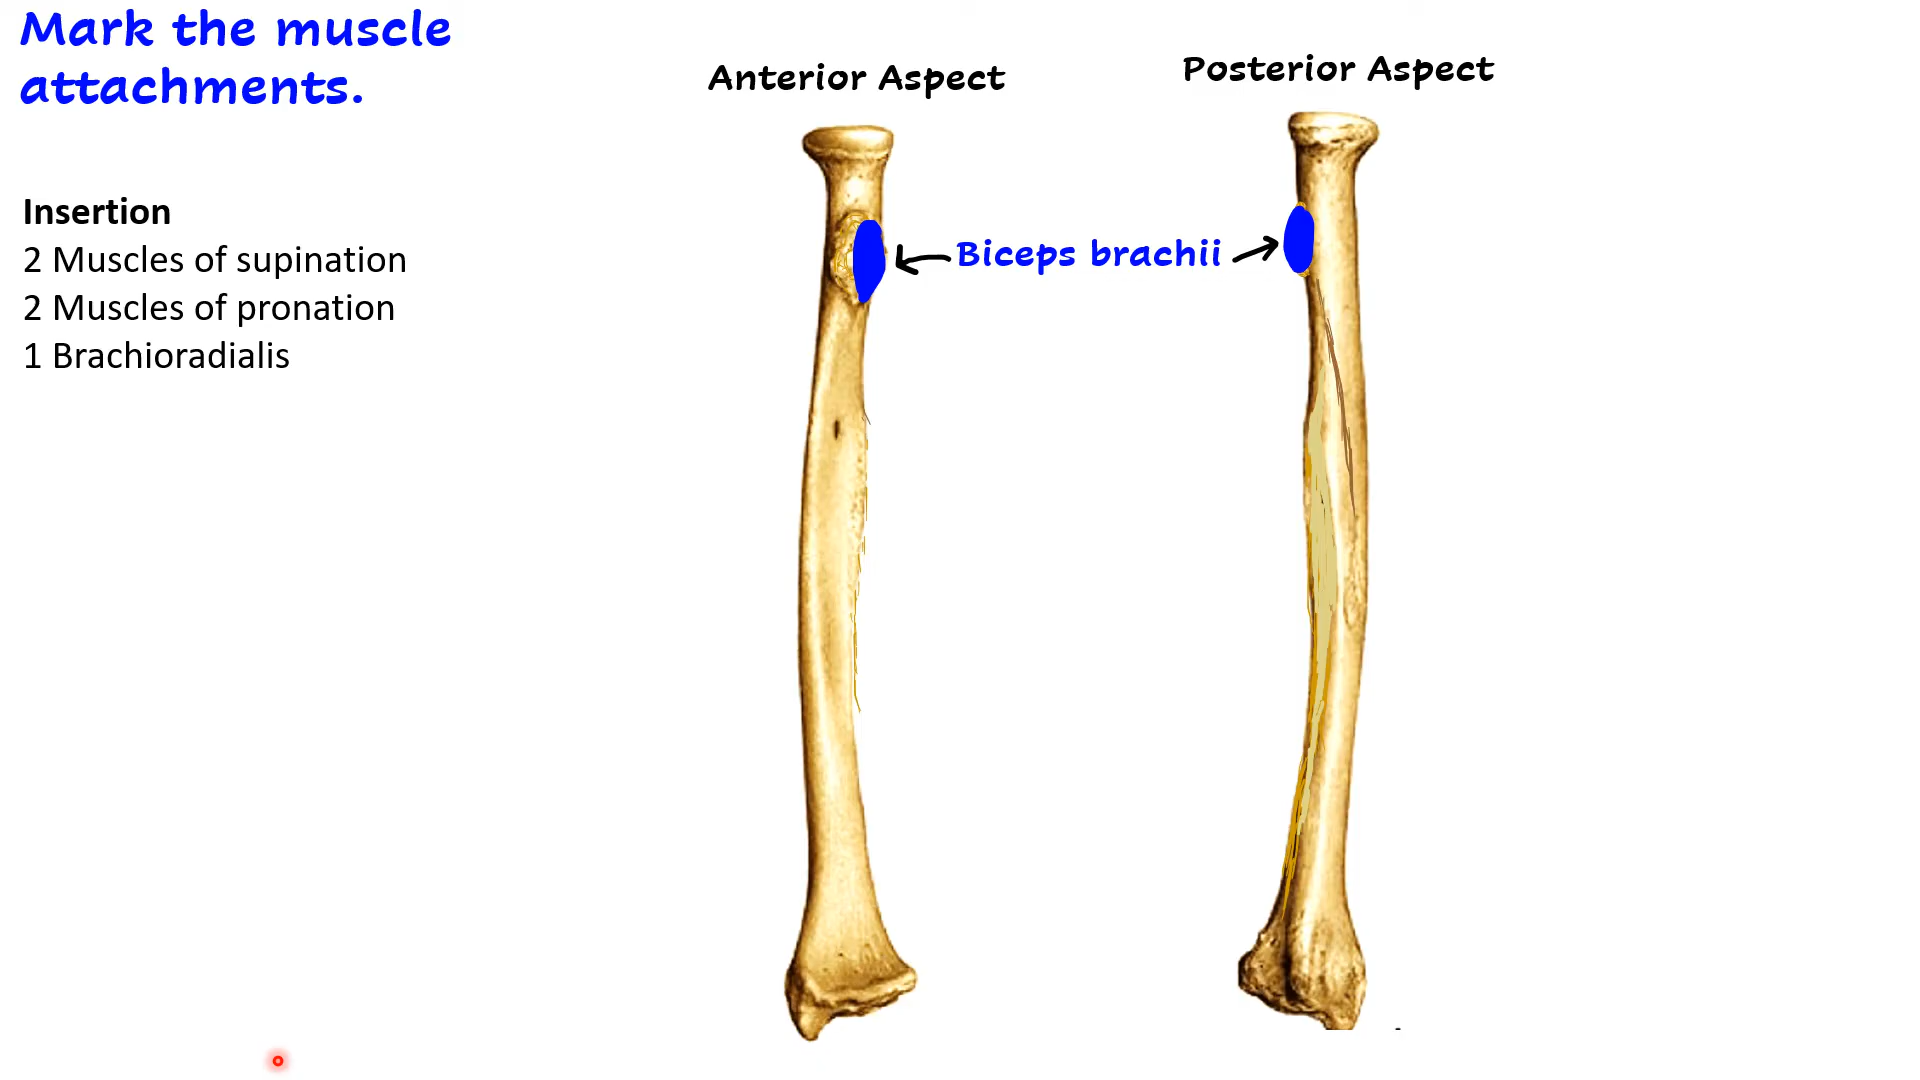 Mark the muscle
attachments.
Anterior Aspect
Posterior Aspect
Insertion
2 Muscles of supination
2 Muscles of pronation
1 Brachioradialis
Biceps brachii